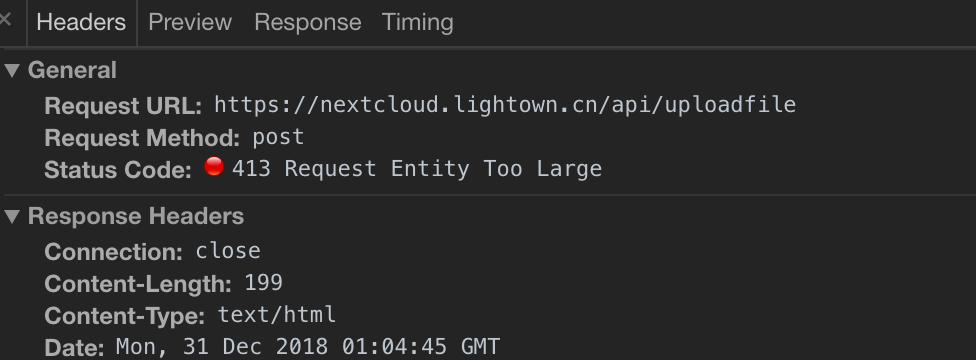 Headers Preview Response Timing
General
Request URL: https://nextcloud.lightown.cn/api/uploadfile
Request Method: post
Status Code: 413 Request Entity Too Large
Response Headers
Connection: close
Content-Length: 199
Content-Type: text/html
Date: Mon, 31 Dec 2018 01:04:45 GMT